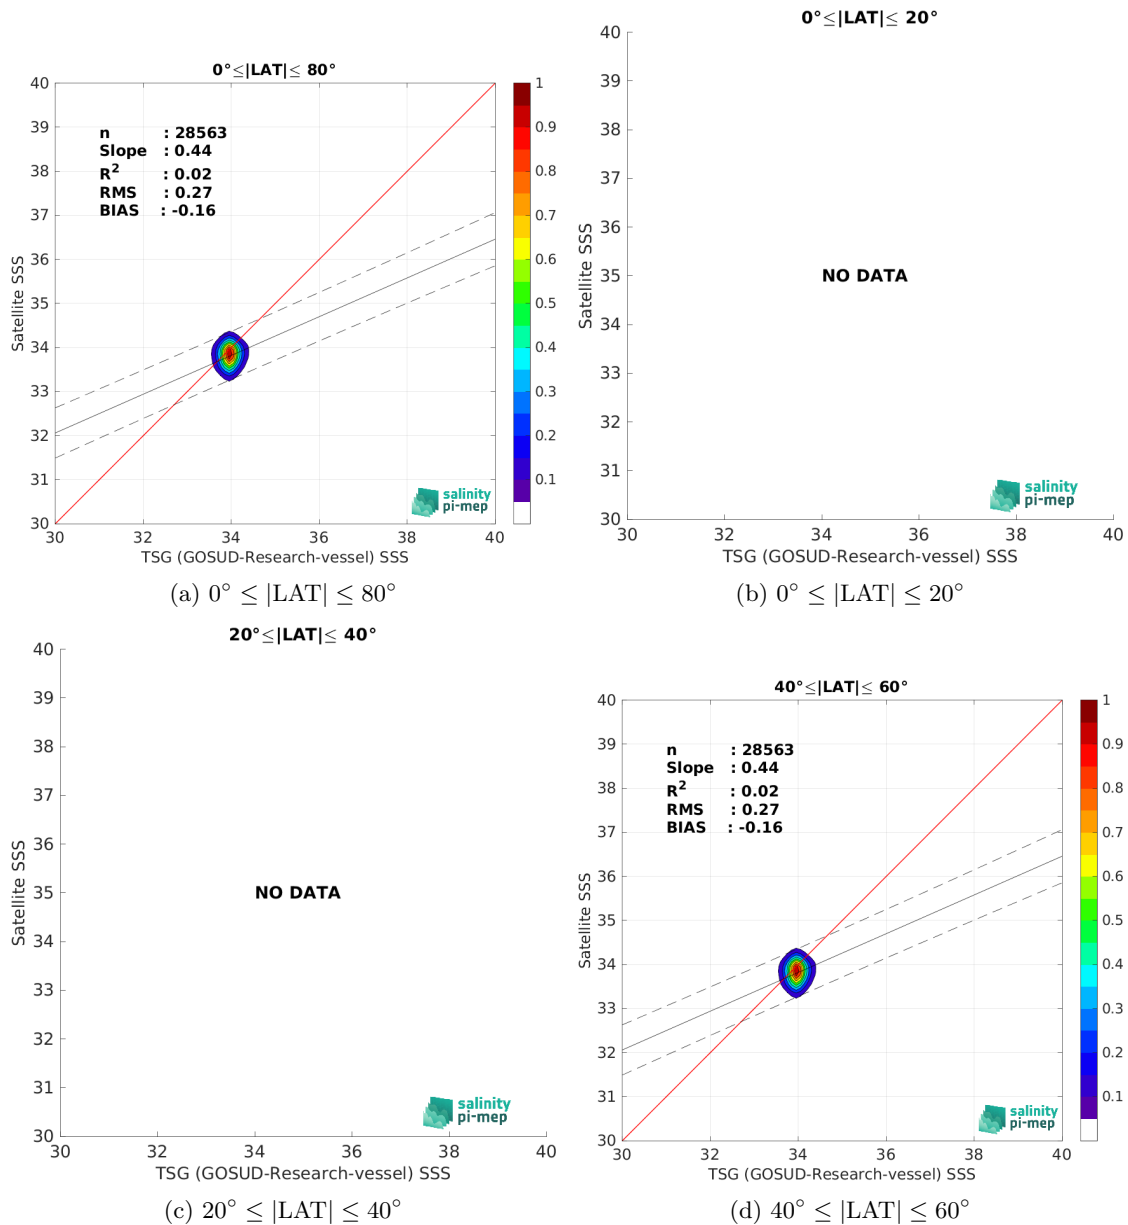 0°≤|LAT|≤ 80°
40
39
38
37
36
35
34
33
32
31
30
n : 28563
Slope : 0.44
R2 : 0.02
RMS : 0.27
BIAS : -0.16
Satellite SSS
salinity
pi-mep
30 32 34 36 38 40
TSG (GOSUD-Research-vessel) SSS
1
0.9
0.8
0.7
0.6
0.5
0.4
0.3
0.2
0.1
(a) 0° ≤ |LAT| ≤ 80°
0°≤|LAT|≤ 20°
40
39
38
37
36
35
34
33
32
31
30
Satellite SSS
NO DATA
salinity
pi-mep
30 32 34 36 38 40
TSG (GOSUD-Research-vessel) SSS
(b) 0° ≤ |LAT| ≤ 20°
20°≤|LAT|≤ 40°
40
39
38
37
36
35
34
33
32
31
30
Satellite SSS
NO DATA
salinity
pi-mep
30 32 34 36 38 40
TSG (GOSUD-Research-vessel) SSS
(c) 20° ≤ |LAT| ≤ 40°
40°≤|LAT|≤ 60°
40
39
38
37
36
35
34
33
32
31
30
n : 28563
Slope : 0.44
R2 : 0.02
RMS : 0.27
BIAS : -0.16
Satellite SSS
salinity
pi-mep
30 32 34 36 38 40
TSG (GOSUD-Research-vessel) SSS
1
0.9
0.8
0.7
0.6
0.5
0.4
0.3
0.2
0.1
(d) 40° ≤ |LAT| ≤ 60°